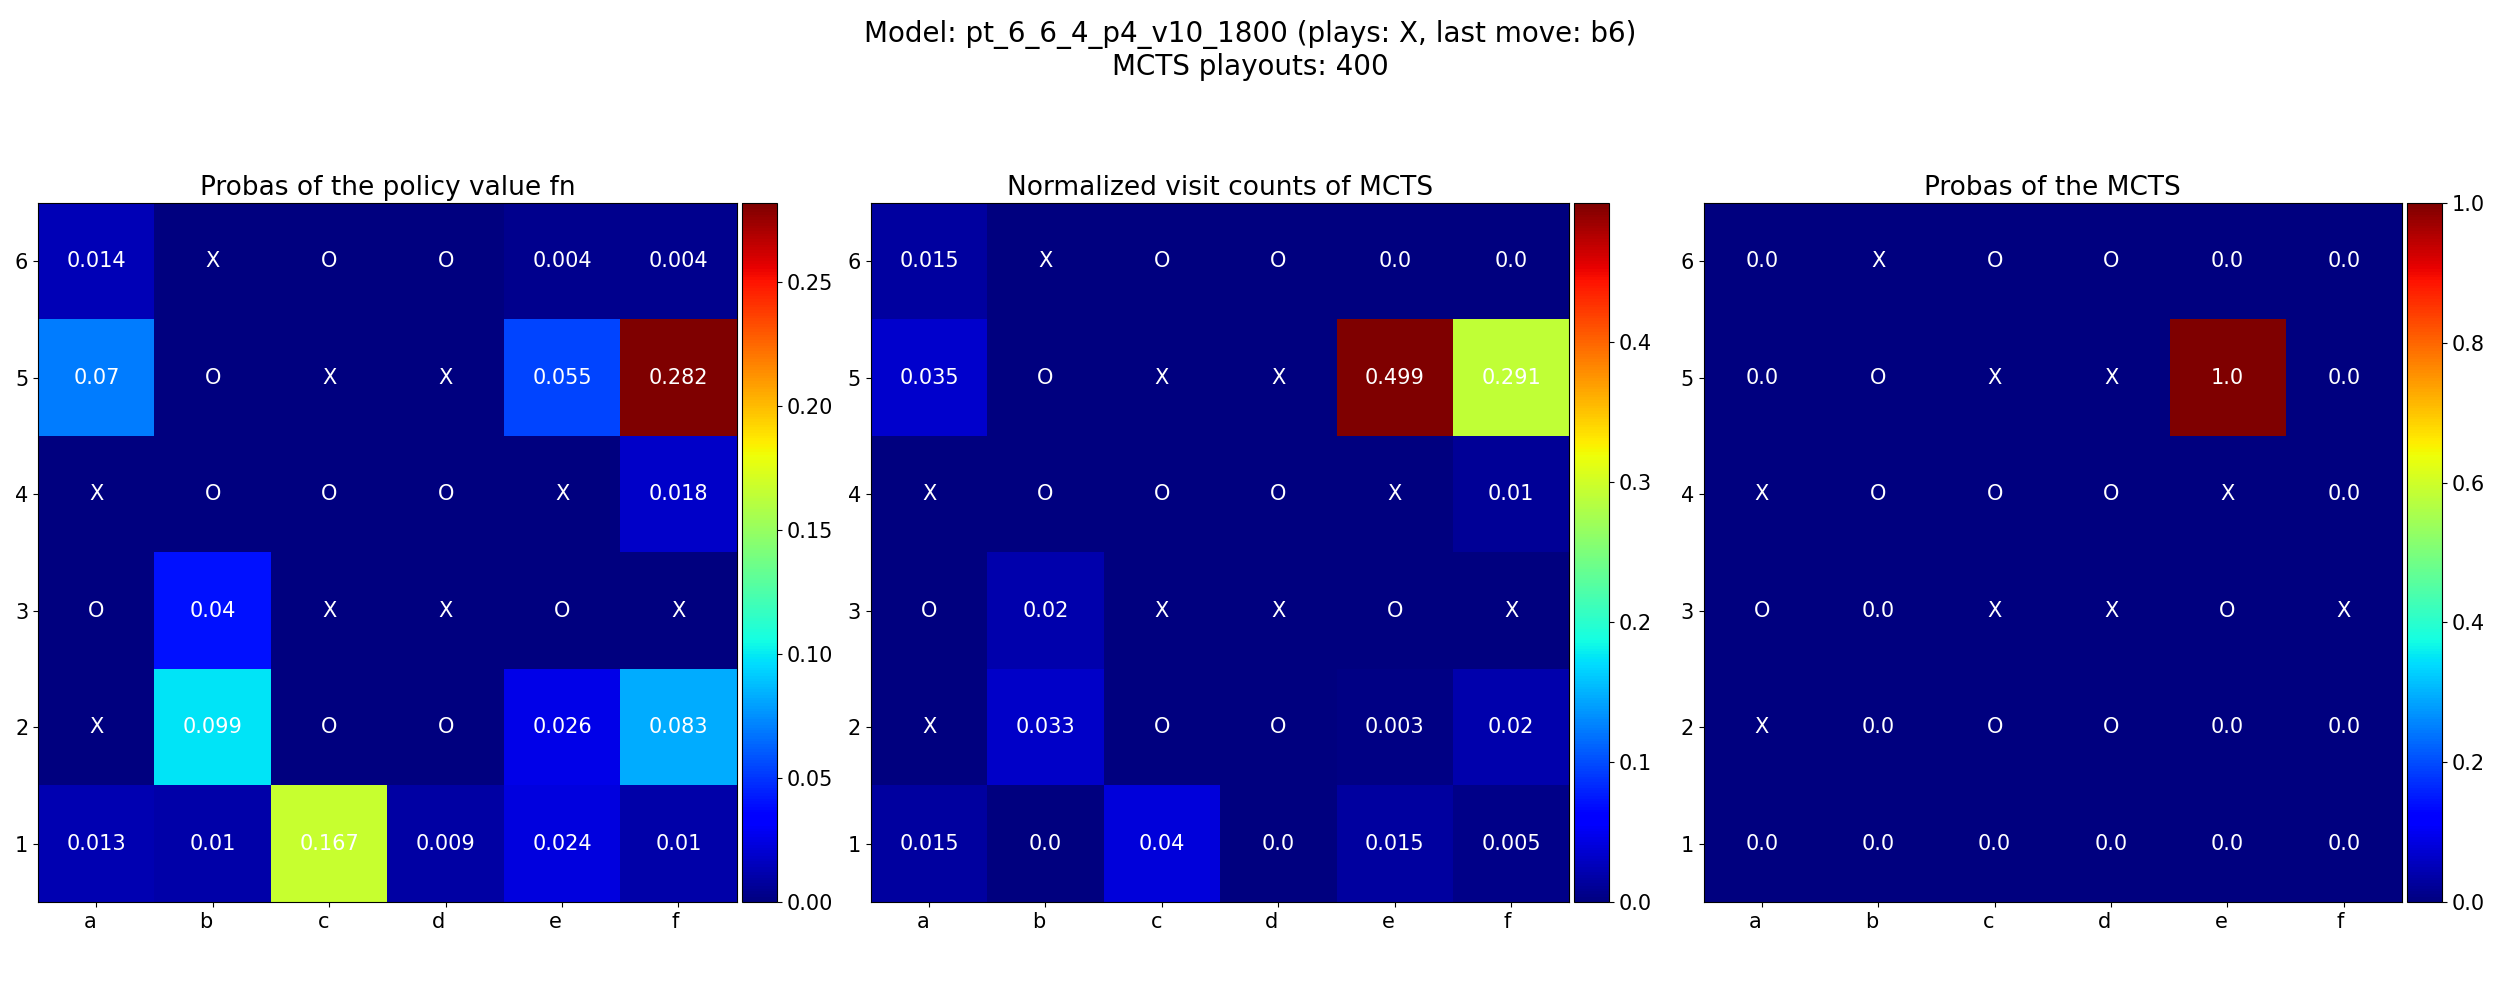 Model: pt_6_6_4_p4_v10_1800 (plays: X, last move: b6)
MCTS playouts: 400
Probas of the policy value fn
6 0.014 X O O 0.004 0.004
5 0.07 O X X 0.055 0.282
4 X O O O X 0.018
3 O 0.04 X X O X
2 X 0.099 O O 0.026 0.083
1 0.013 0.01 0.167 0.009 0.024 0.01
a b c d e f
0.25
0.20
0.15
0.10
0.05
0.00
Normalized visit counts of MCTS
6 0.015 X O O 0.0 0.0
5 0.035 O X X 0.499 0.291
4 X O O O X 0.01
3 O 0.02 X X O X
2 X 0.033 O O 0.003 0.02
1 0.015 0.0 0.04 0.0 0.015 0.005
a b c d e f
0.4
0.3
0.2
0.1
0.0
Probas of the MCTS
6 0.0 X O O 0.0 0.0
5 0.0 O X X 1.0 0.0
4 X O O O X 0.0
3 O 0.0 X X O X
2 X 0.0 O O 0.0 0.0
1 0.0 0.0 0.0 0.0 0.0 0.0
a b c d e f
1.0
0.8
0.6
0.4
0.2
0.0